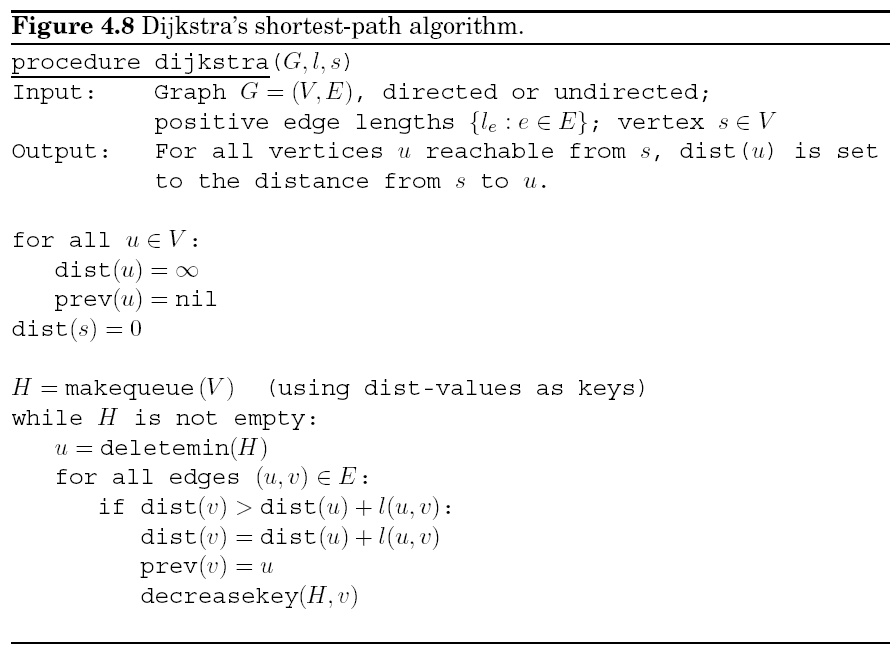 Figure 4.8 Dijkstra's shortest-path algorithm.
procedure dijkstra(G, l, s)
Input: Graph G = (V, E), directed or undirected;
positive edge lengths {l_e : e ∈ E}; vertex s ∈ V
Output: For all vertices u reachable from s, dist(u) is set
to the distance from s to u.
for all u ∈ V:
dist(u) = ∞
prev(u) = nil
dist(s) = 0
H = makequeue(V) (using dist-values as keys)
while H is not empty:
u = deletemin(H)
for all edges (u, v) ∈ E:
if dist(v) > dist(u) + l(u, v):
dist(v) = dist(u) + l(u, v)
prev(v) = u
decreasekey(H, v)